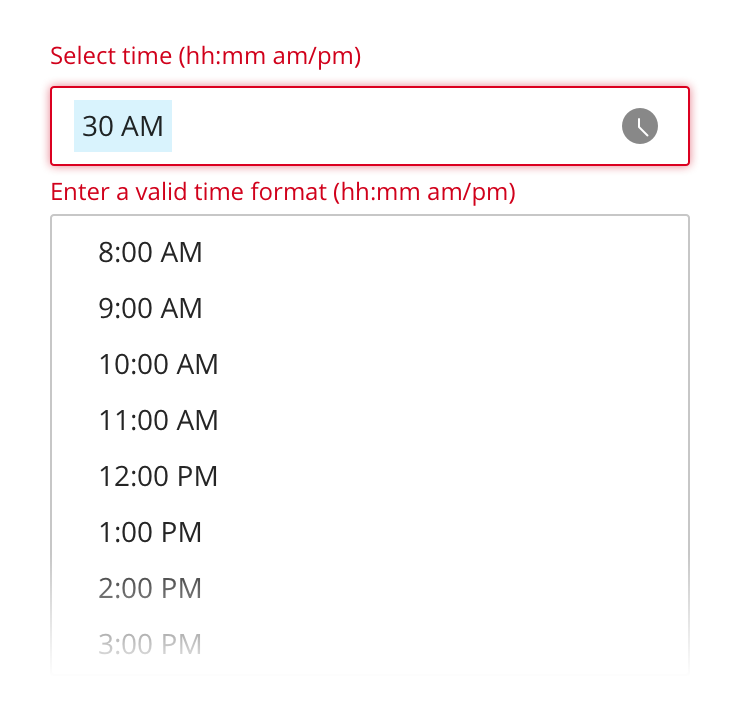 Select time (hh:mm am/pm)
30 AM
Enter a valid time format (hh:mm am/pm)
8:00 AM
9:00 AM
10:00 AM
11:00 AM
12:00 PM
1:00 PM
2:00 PM
3:00 PM